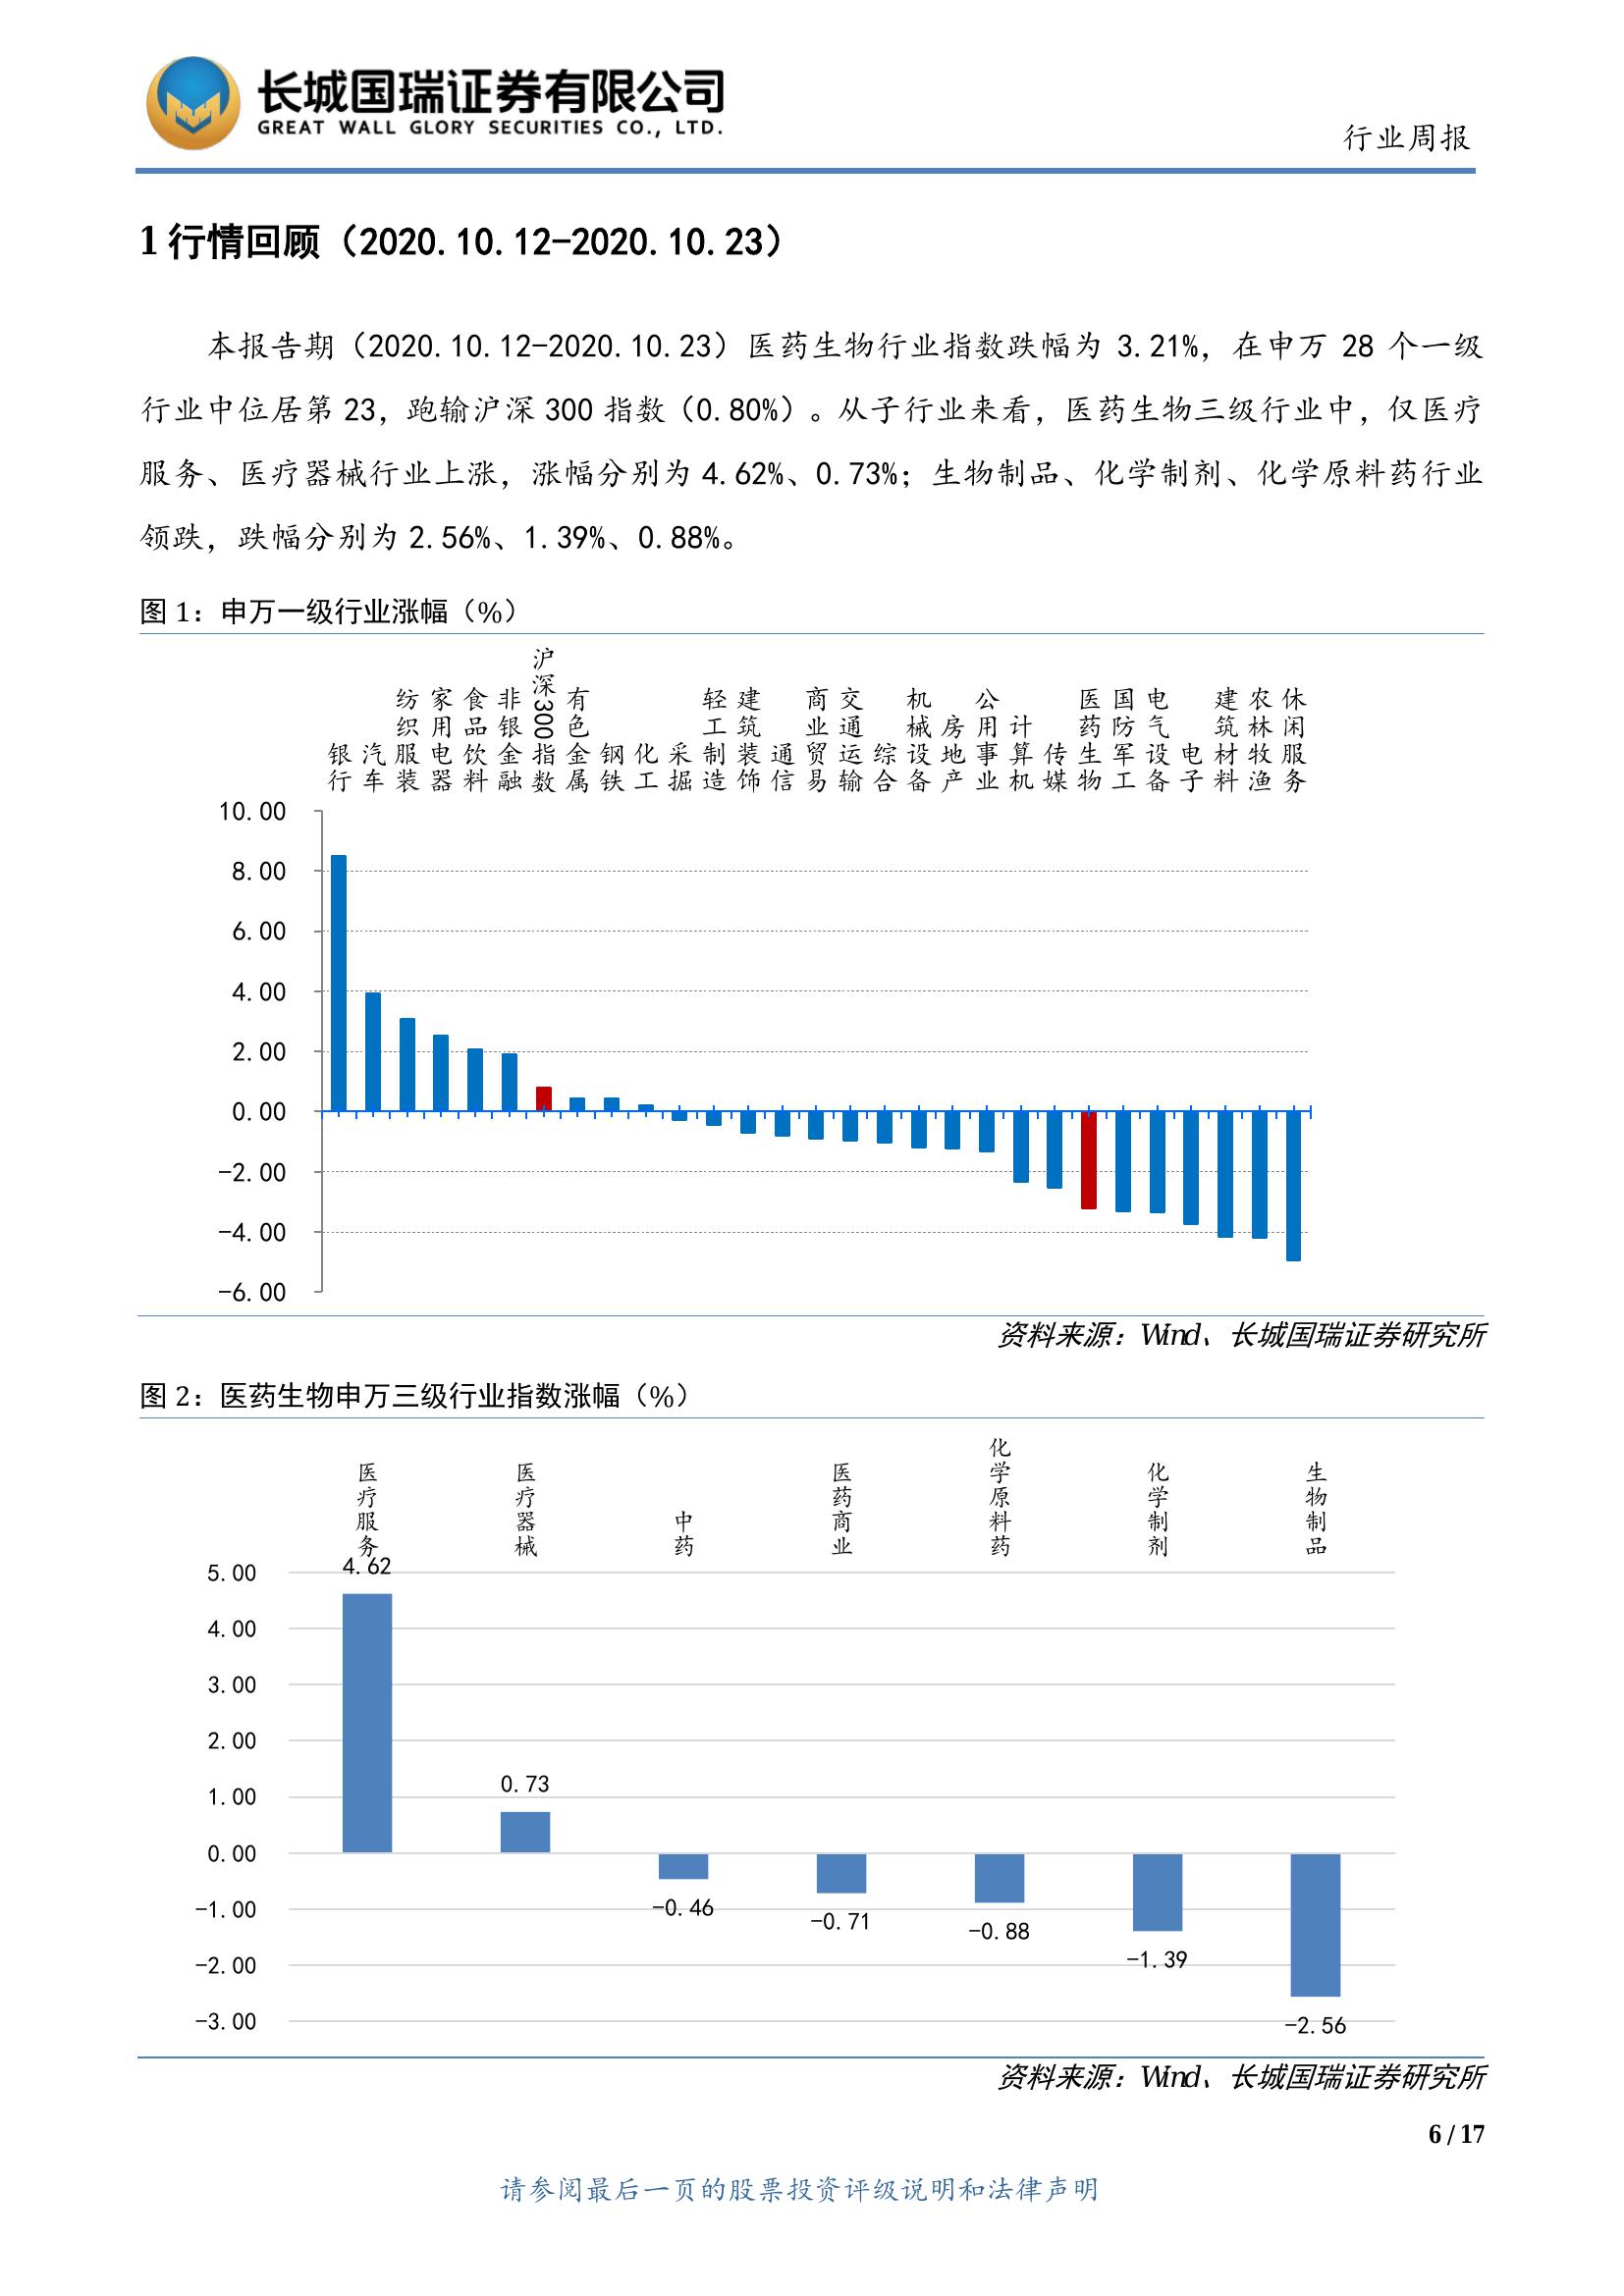 长城国瑞证券有限公司
GREAT WALL GLORY SECURITIES CO., LTD.
行业周报
1 行情回顾（2020.10.12-2020.10.23）
本报告期（2020.10.12-2020.10.23）医药生物行业指数跌幅为 3.21%，在申万 28 个一级
行业中位居第 23，跑输沪深 300 指数（0.80%）。从子行业来看，医药生物三级行业中，仅医疗
服务、医疗器械行业上涨，涨幅分别为 4.62%、0.73%；生物制品、化学制剂、化学原料药行业
领跌，跌幅分别为 2.56%、1.39%、0.88%。
图 1：申万一级行业涨幅（%）
银行
汽车
纺织服装
家用电器
食品饮料
非银金融
沪深300指数
有色金属
钢铁
化工
采掘
轻工制造
建筑装饰
通信
商业贸易
交通运输
综合
机械设备
房地产
公用事业
计算机
传媒
医药生物
国防军工
电气设备
电子
建筑材料
农林牧渔
休闲服务
10.00
8.00
6.00
4.00
2.00
0.00
-2.00
-4.00
-6.00
资料来源：Wind、长城国瑞证券研究所
图 2：医药生物申万三级行业指数涨幅（%）
医疗服务
医疗器械
中药
医药商业
化学原料药
化学制剂
生物制品
5.00
4.00
3.00
2.00
1.00
0.00
-1.00
-2.00
-3.00
4.62
0.73
-0.46
-0.71
-0.88
-1.39
-2.56
资料来源：Wind、长城国瑞证券研究所
6 / 17
请参阅最后一页的股票投资评级说明和法律声明